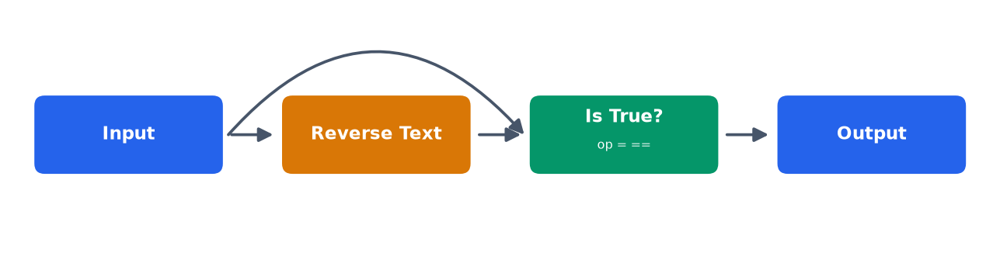 Input
Reverse Text
Is True?
op = ==
Output